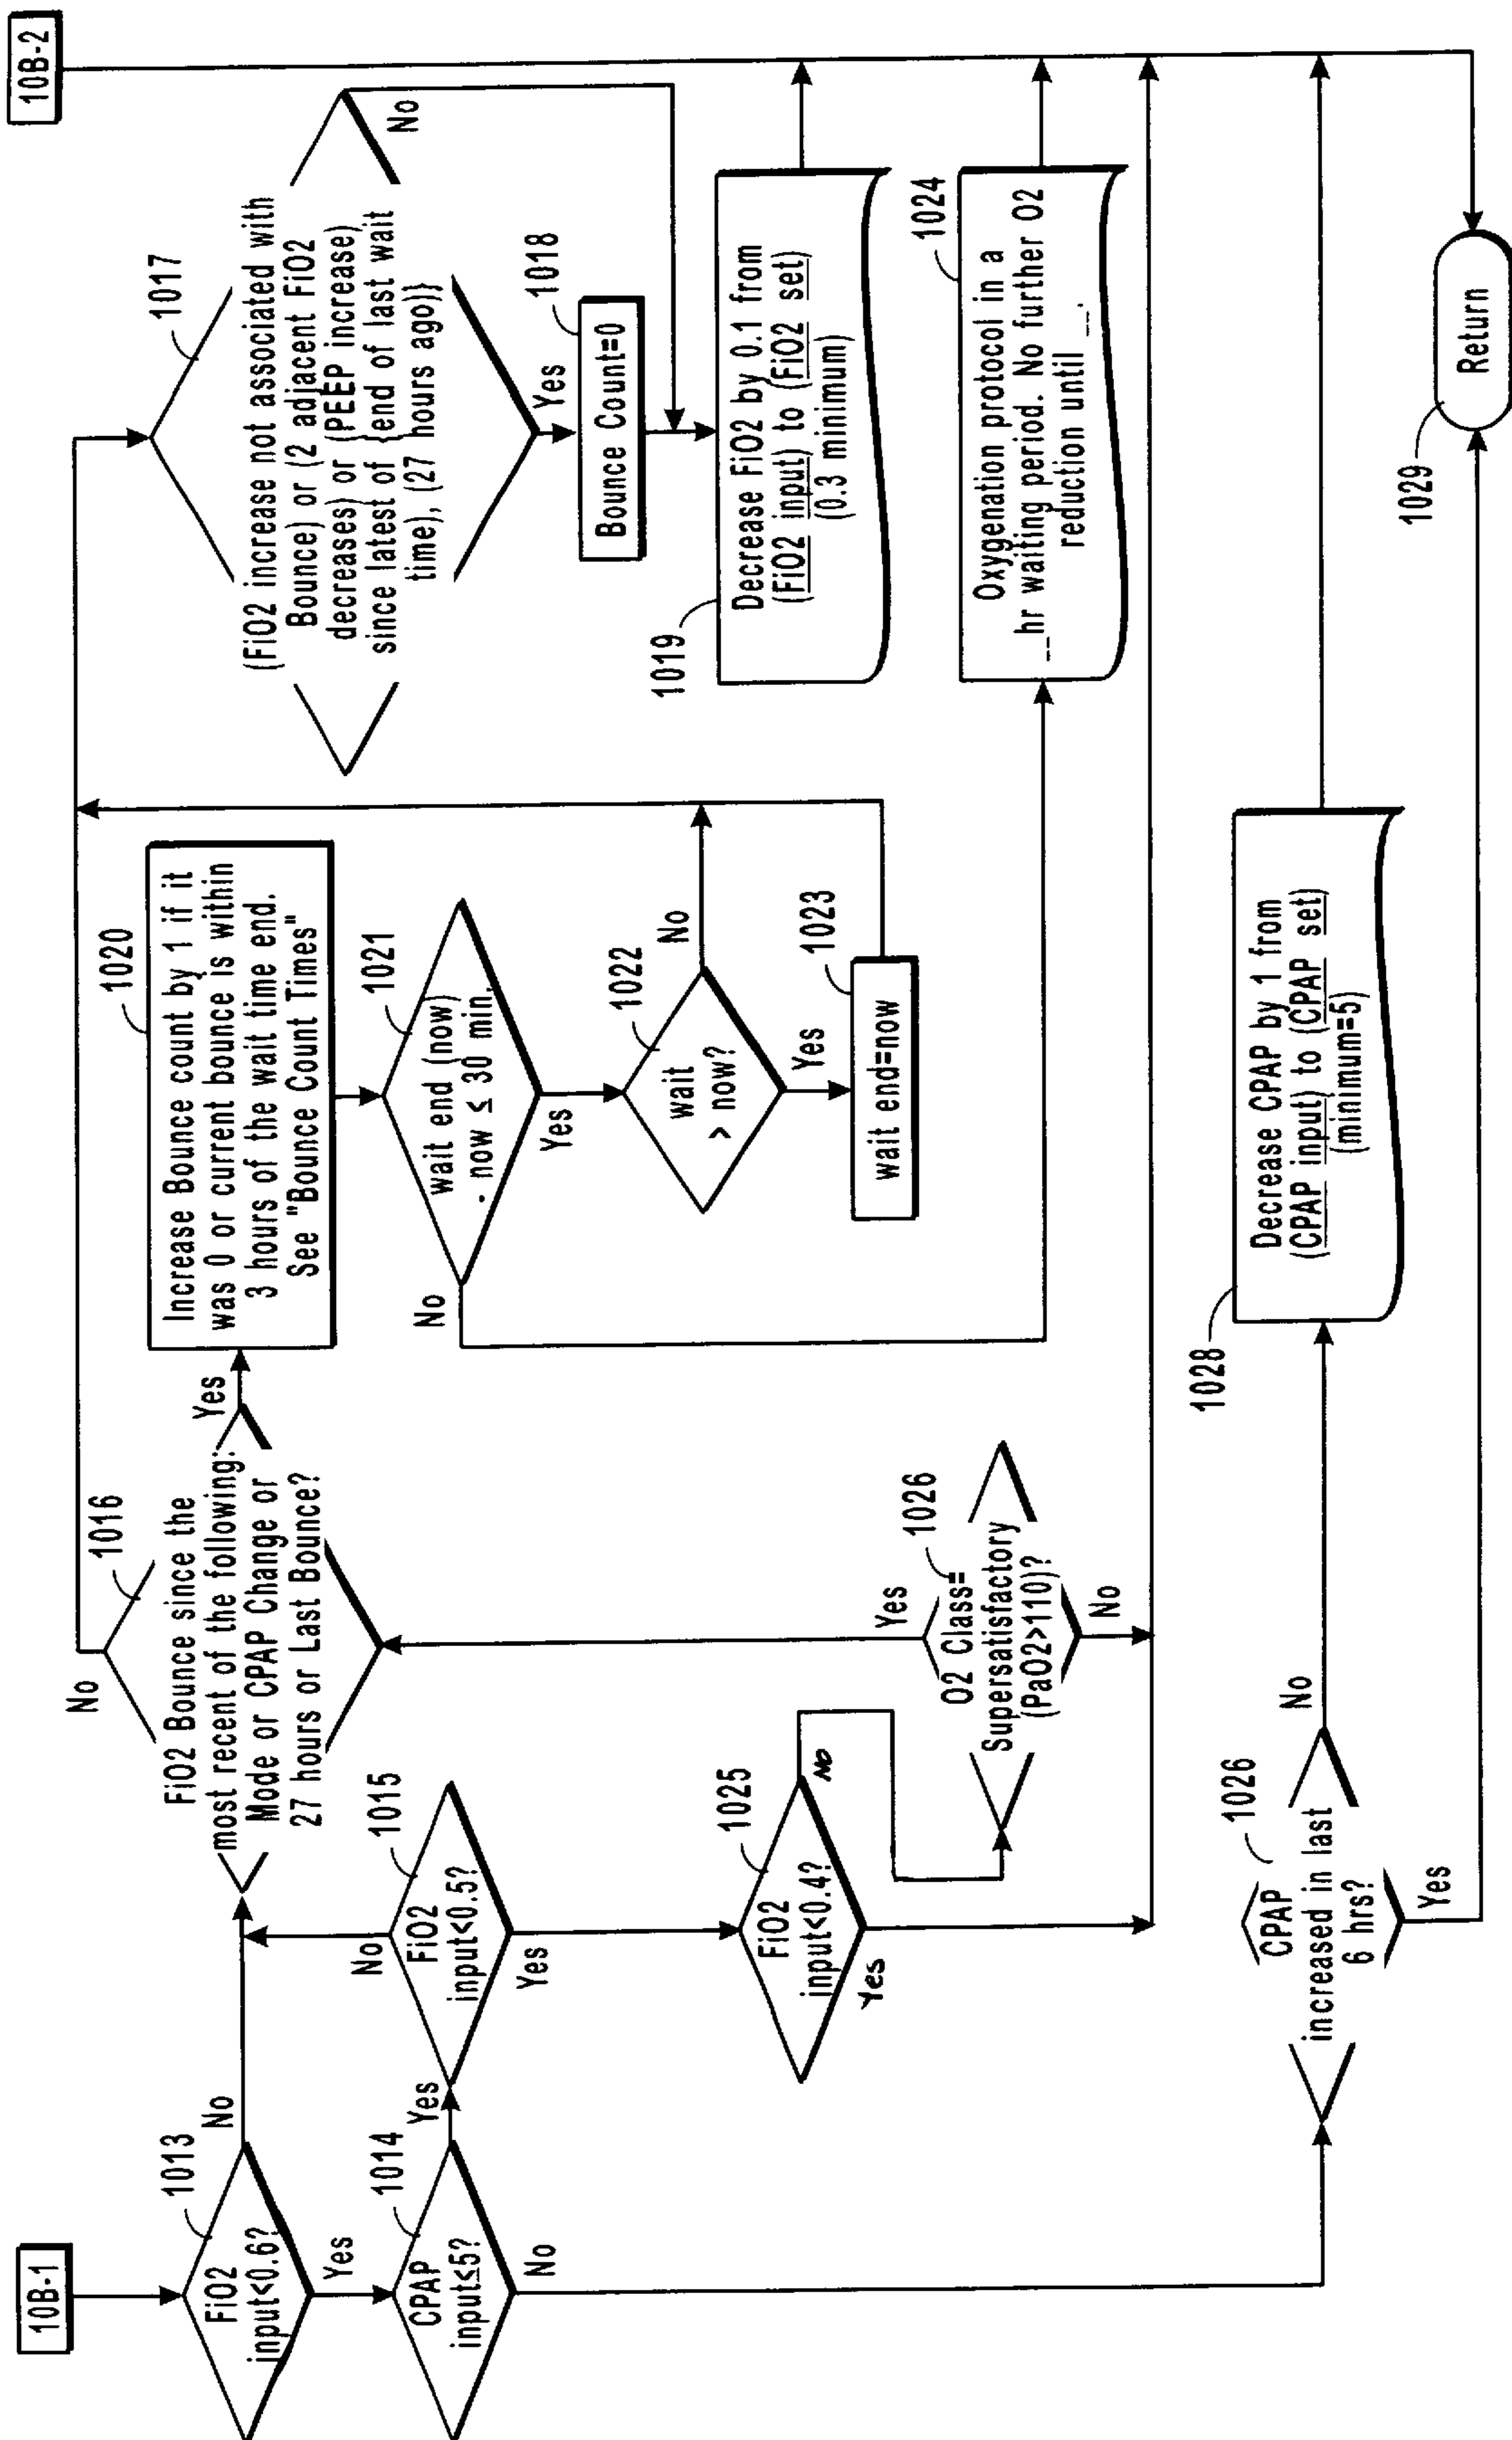 10B-1
1013
FiO2
input<0.6?
No
Yes
1014
CPAP
input≤5?
Yes
No
1015
FiO2
input<0.5?
No
Yes
1025
FiO2
input<0.4?
NO
Yes
1016
FiO2 Bounce since the
most recent of the following:
Mode or CPAP Change or
27 hours or Last Bounce?
No
Yes
1026
O2 Class=
Supersatisfactory
(PaO2>110)?
Yes
No
1026
CPAP
increased in last
6 hrs?
No
Yes
1020
Increase Bounce count by 1 if it
was 0 or current bounce is within
3 hours of the wait time end.
See "Bounce Count Times"
1021
wait end (now)
- now ≤ 30 min.
No
Yes
1022
wait
> now?
No
Yes
1023
wait end=now
1028
Decrease CPAP by 1 from
(CPAP input) to (CPAP set)
(minimum=5)
1017
(FiO2 increase not associated with
Bounce) or (2 adjacent FiO2
decreases) or (PEEP increase)
since latest of {end of last wait
time), (27 hours ago)}
No
Yes
1018
Bounce Count=0
1019
Decrease FiO2 by 0.1 from
(FiO2 input) to (FiO2 set)
(0.3 minimum)
1024
Oxygenation protocol in a
__hr waiting period. No further O2
reduction until __.
10B-2
1029
Return